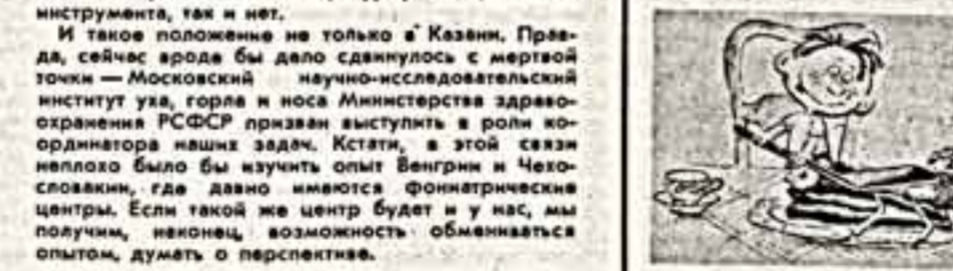 инструмента, так и нет.
И такое положение не только в Казани. Прав-
да, сейчас вроде бы дело сдвинулось с мертвой
точки — Московский научно-исследовательский
институт уха, горла и носа Министерства здраво-
охранения РСФСР призван выступить в роли ко-
ординатора наших задач. Кстати, в этой связи
неплохо было бы изучить опыт Венгрии и Чехо-
словакии, где давно имеются фониатрические
центры. Если такой же центр будет и у нас, мы
получим, наконец, возможность обмениваться
опытом, думать о перспективе.